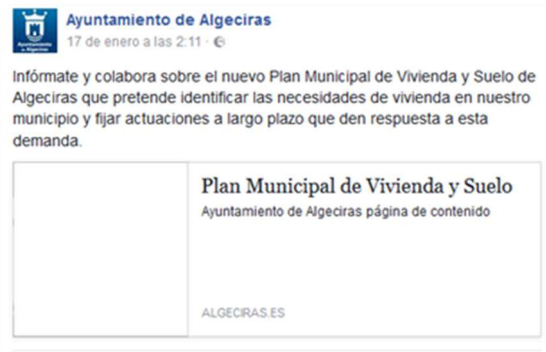 Ayuntamiento de Algeciras
17 de enero a las 2:11 ·
Infórmate y colabora sobre el nuevo Plan Municipal de Vivienda y Suelo de
Algeciras que pretende identificar las necesidades de vivienda en nuestro
municipio y fijar actuaciones a largo plazo que den respuesta a esta
demanda.
Plan Municipal de Vivienda y Suelo
Ayuntamiento de Algeciras página de contenido
ALGECIRAS.ES